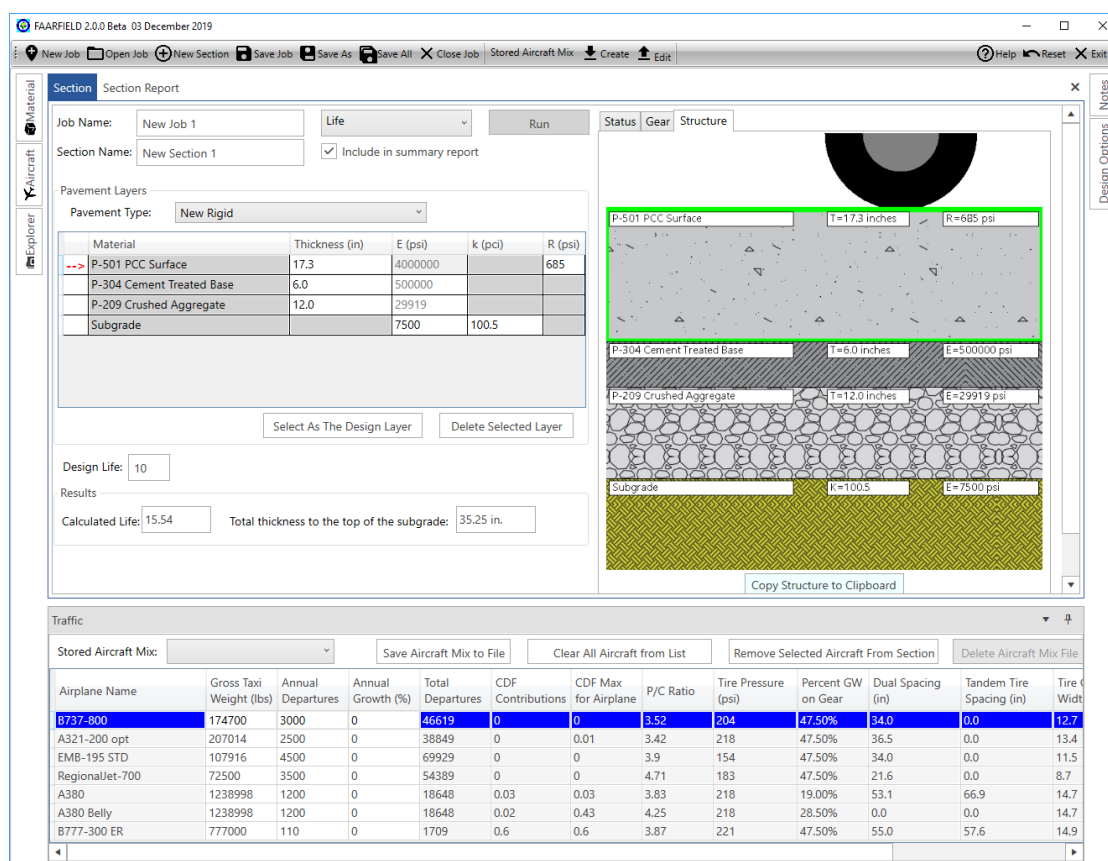 FAARFIELD 2.0.0 Beta 03 December 2019
New Job Open Job New Section Save Job Save As Save All Close Job Stored Aircraft Mix Create Edit Help Reset Exit
Material
Aircraft
Explorer
Section Section Report
Job Name: New Job 1 Life Run
Section Name: New Section 1 Include in summary report
Pavement Layers
Pavement Type: New Rigid
Material Thickness (in) E (psi) k (pci) R (psi)
--> P-501 PCC Surface 17.3 4000000 685
P-304 Cement Treated Base 6.0 500000
P-209 Crushed Aggregate 12.0 29919
Subgrade 7500 100.5
Select As The Design Layer Delete Selected Layer
Design Life: 10
Results
Calculated Life: 15.54 Total thickness to the top of the subgrade: 35.25 in.
Status Gear Structure
P-501 PCC Surface T=17.3 inches R=685 psi
P-304 Cement Treated Base T=6.0 inches E=500000 psi
P-209 Crushed Aggregate T=12.0 inches E=29919 psi
Subgrade K=100.5 E=7500 psi
Copy Structure to Clipboard
Notes
Design Options
Traffic
Stored Aircraft Mix: Save Aircraft Mix to File Clear All Aircraft from List Remove Selected Aircraft From Section Delete Aircraft Mix File
Airplane Name Gross Taxi Weight (lbs) Annual Departures Annual Growth (%) Total Departures CDF Contributions CDF Max for Airplane P/C Ratio Tire Pressure (psi) Percent GW on Gear Dual Spacing (in) Tandem Tire Spacing (in) Tire
B737-800 174700 3000 0 46619 0 0 3.52 204 47.50% 34.0 0.0 12.7
A321-200 opt 207014 2500 0 38849 0 0.01 3.42 218 47.50% 36.5 0.0 13.4
EMB-195 STD 107916 4500 0 69929 0 0 3.9 154 47.50% 34.0 0.0 11.5
RegionalJet-700 72500 3500 0 54389 0 0 4.71 183 47.50% 21.6 0.0 8.7
A380 1238998 1200 0 18648 0.03 0.03 3.83 218 19.00% 53.1 66.9 14.7
A380 Belly 1238998 1200 0 18648 0.02 0.43 4.25 218 28.50% 0.0 0.0 14.7
B777-300 ER 777000 110 0 1709 0.6 0.6 3.87 221 47.50% 55.0 57.6 14.9